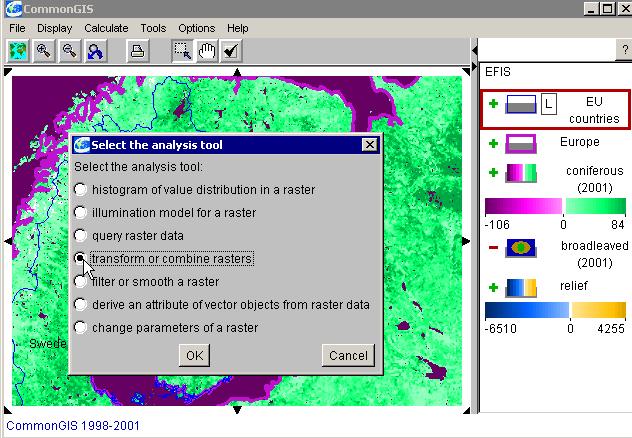 CommonGIS
File Display Calculate Tools Options Help
?
EFIS
L EU
countries
Europe
coniferous
(2001)
-106 0 84
broadleaved
(2001)
relief
-6510 0 4255
Select the analysis tool
Select the analysis tool:
histogram of value distribution in a raster
illumination model for a raster
query raster data
transform or combine rasters
filter or smooth a raster
derive an attribute of vector objects from raster data
change parameters of a raster
OK Cancel
Swede
CommonGIS 1998-2001